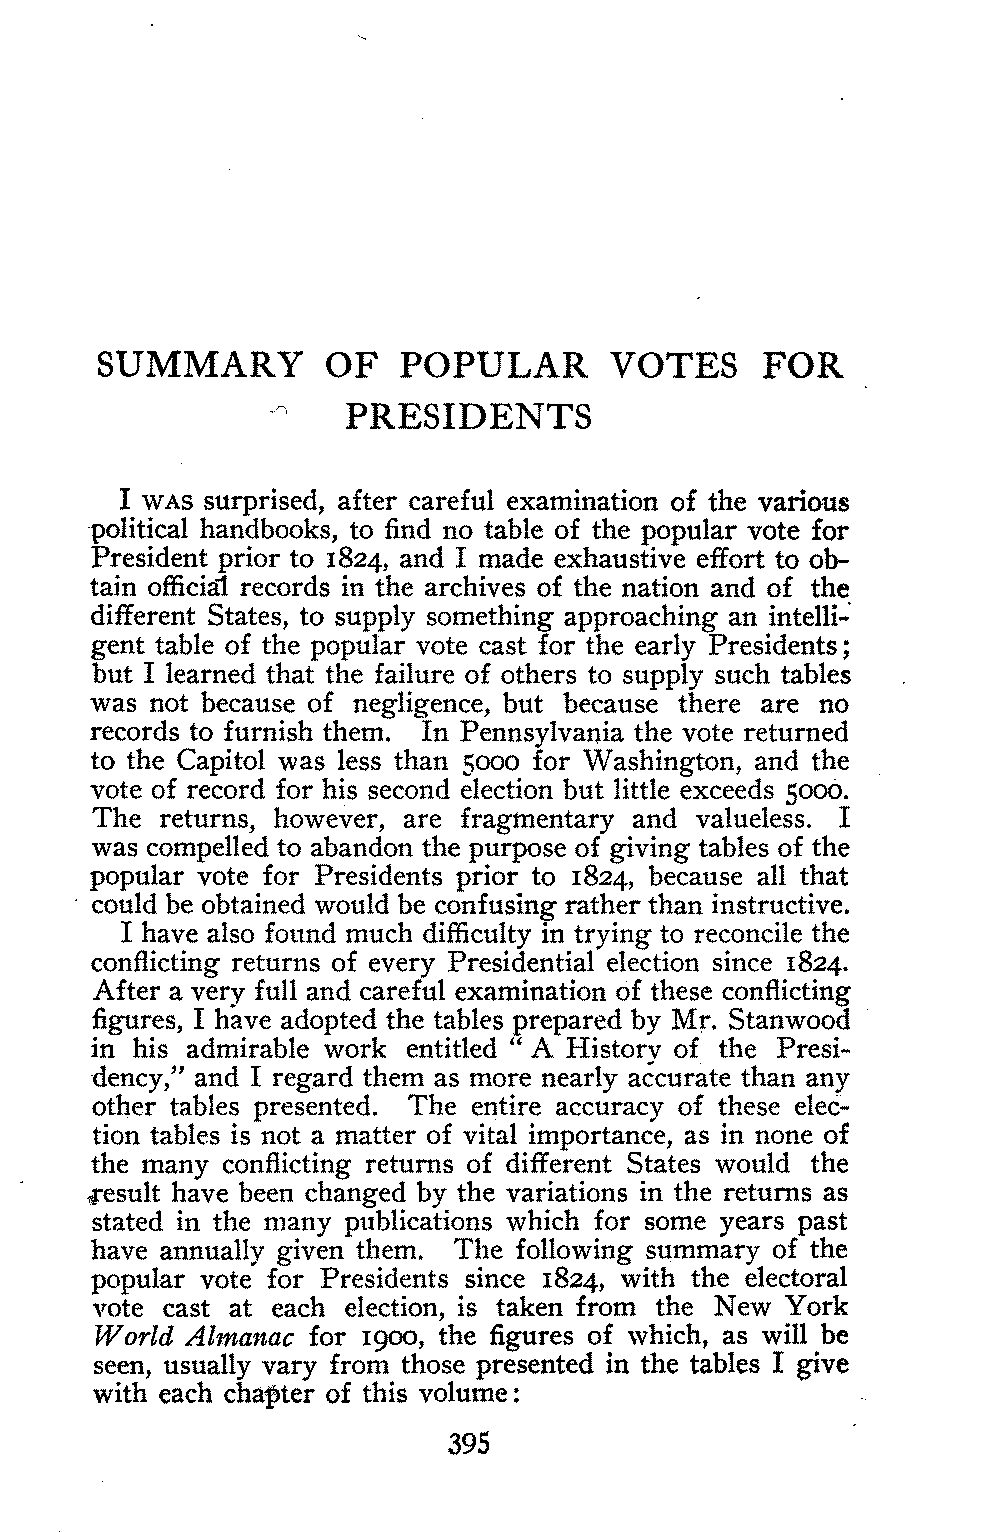 SUMMARY OF POPULAR VOTES FOR
PRESIDENTS
I WAS surprised, after careful examination of the various
political handbooks, to find no table of the popular vote for
President prior to 1824, and I made exhaustive effort to ob-
tain official records in the archives of the nation and of the
different States, to supply something approaching an intelli-
gent table of the popular vote cast for the early Presidents;
but I learned that the failure of others to supply such tables
was not because of negligence, but because there are no
records to furnish them. In Pennsylvania the vote returned
to the Capitol was less than 5000 for Washington, and the
vote of record for his second election but little exceeds 5000.
The returns, however, are fragmentary and valueless. I
was compelled to abandon the purpose of giving tables of the
popular vote for Presidents prior to 1824, because all that
could be obtained would be confusing rather than instructive.
I have also found much difficulty in trying to reconcile the
conflicting returns of every Presidential election since 1824.
After a very full and careful examination of these conflicting
figures, I have adopted the tables prepared by Mr. Stanwood
in his admirable work entitled “ A History of the Presi-
dency,” and I regard them as more nearly accurate than any
other tables presented. The entire accuracy of these elec-
tion tables is not a matter of vital importance, as in none of
the many conflicting returns of different States would the
result have been changed by the variations in the returns as
stated in the many publications which for some years past
have annually given them. The following summary of the
popular vote for Presidents since 1824, with the electoral
vote cast at each election, is taken from the New York
World Almanac for 1900, the figures of which, as will be
seen, usually vary from those presented in the tables I give
with each chapter of this volume:
395